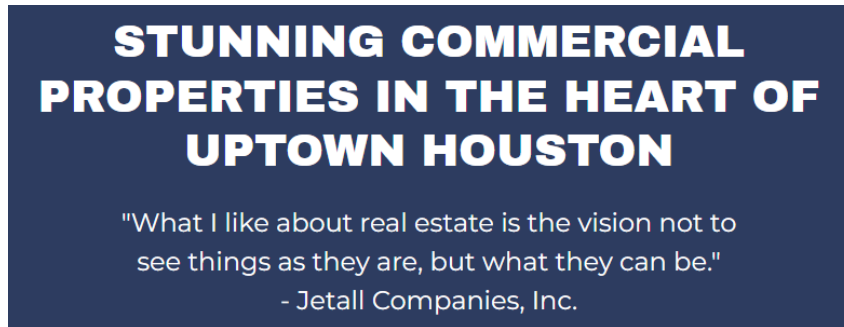 STUNNING COMMERCIAL
PROPERTIES IN THE HEART OF
UPTOWN HOUSTON
"What I like about real estate is the vision not to
see things as they are, but what they can be."
- Jetall Companies, Inc.